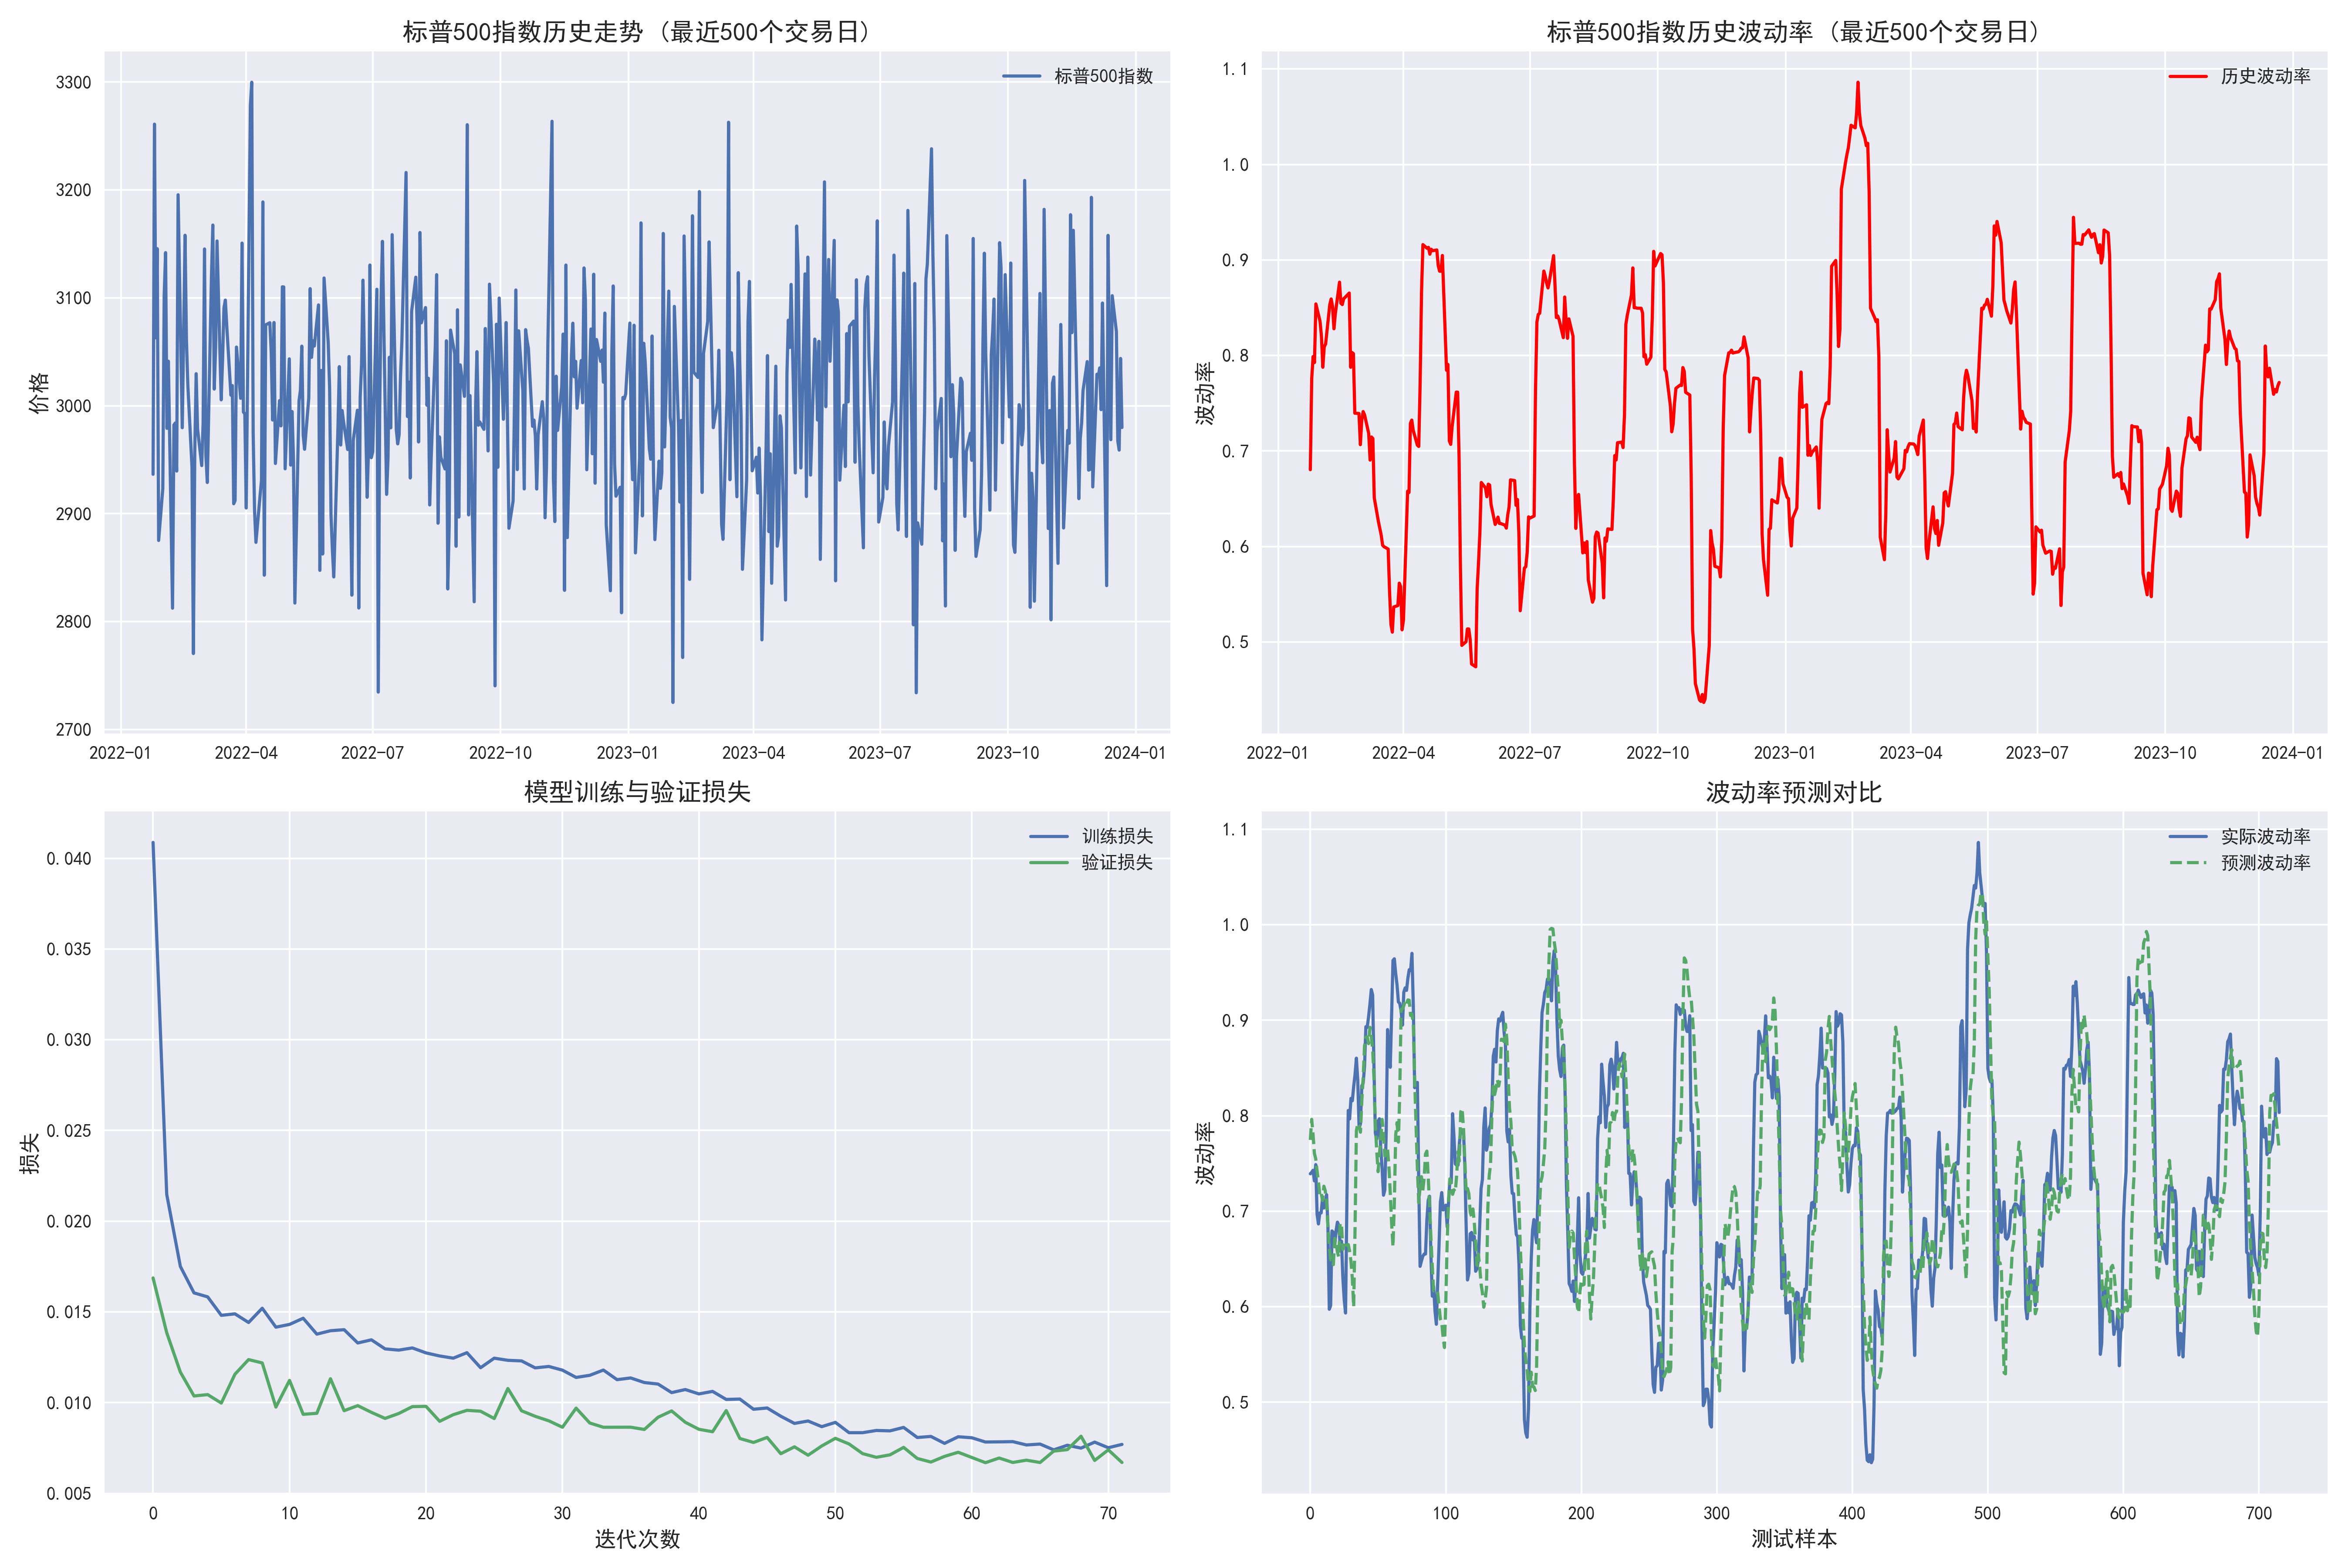 标普500指数历史走势 (最近500个交易日)
标普500指数
价格
3300
3200
3100
3000
2900
2800
2700
2022-01 2022-04 2022-07 2022-10 2023-01 2023-04 2023-07 2023-10 2024-01
标普500指数历史波动率 (最近500个交易日)
历史波动率
波动率
1.1
1.0
0.9
0.8
0.7
0.6
0.5
2022-01 2022-04 2022-07 2022-10 2023-01 2023-04 2023-07 2023-10 2024-01
模型训练与验证损失
训练损失
验证损失
损失
0.040
0.035
0.030
0.025
0.020
0.015
0.010
0.005
0 10 20 30 40 50 60 70
迭代次数
波动率预测对比
实际波动率
预测波动率
波动率
1.1
1.0
0.9
0.8
0.7
0.6
0.5
0 100 200 300 400 500 600 700
测试样本